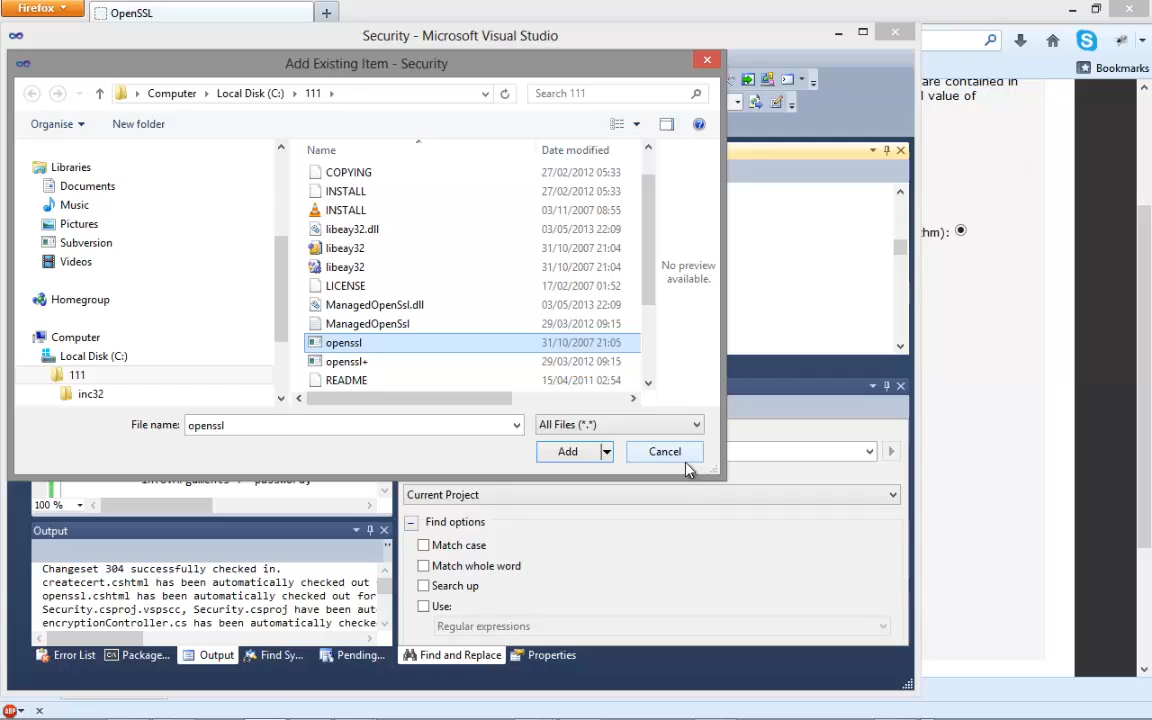 Firefox
OpenSSL
Security - Microsoft Visual Studio
Add Existing Item - Security
Computer
Local Disk (C:)
111
Search 111
Organise
New folder
Bookmarks
are contained in
value of
Name
Date modified
Libraries
Documents
Music
Pictures
Subversion
Videos
Homegroup
Computer
Local Disk (C:)
111
inc32
COPYING 27/02/2012 05:33
INSTALL 27/02/2012 05:33
INSTALL 03/11/2007 08:55
libeay32.dll 03/05/2013 22:09
libeay32 31/10/2007 21:04
libeay32 31/10/2007 21:04
LICENSE 17/02/2007 01:52
ManagedOpenSsl.dll 03/05/2013 22:09
ManagedOpenSsl 29/03/2012 09:15
openssl 31/10/2007 21:05
openssl+ 29/03/2012 09:15
README 15/04/2011 02:54
No preview
available.
hm):
File name:
openssl
All Files (*.*)
Add
Cancel
100 %
Current Project
Find options
Match case
Match whole word
Search up
Use:
Regular expressions
Output
Changeset 304 successfully checked in.
createcert.cshtml has been automatically checked out
openssl.cshtml has been automatically checked out for
Security.csproj.vspscc, Security.csproj have been aut
encryptionController.cs has been automatically checke
Error List
Package...
Output
Find Sy...
Pending...
Find and Replace
Properties
ABP